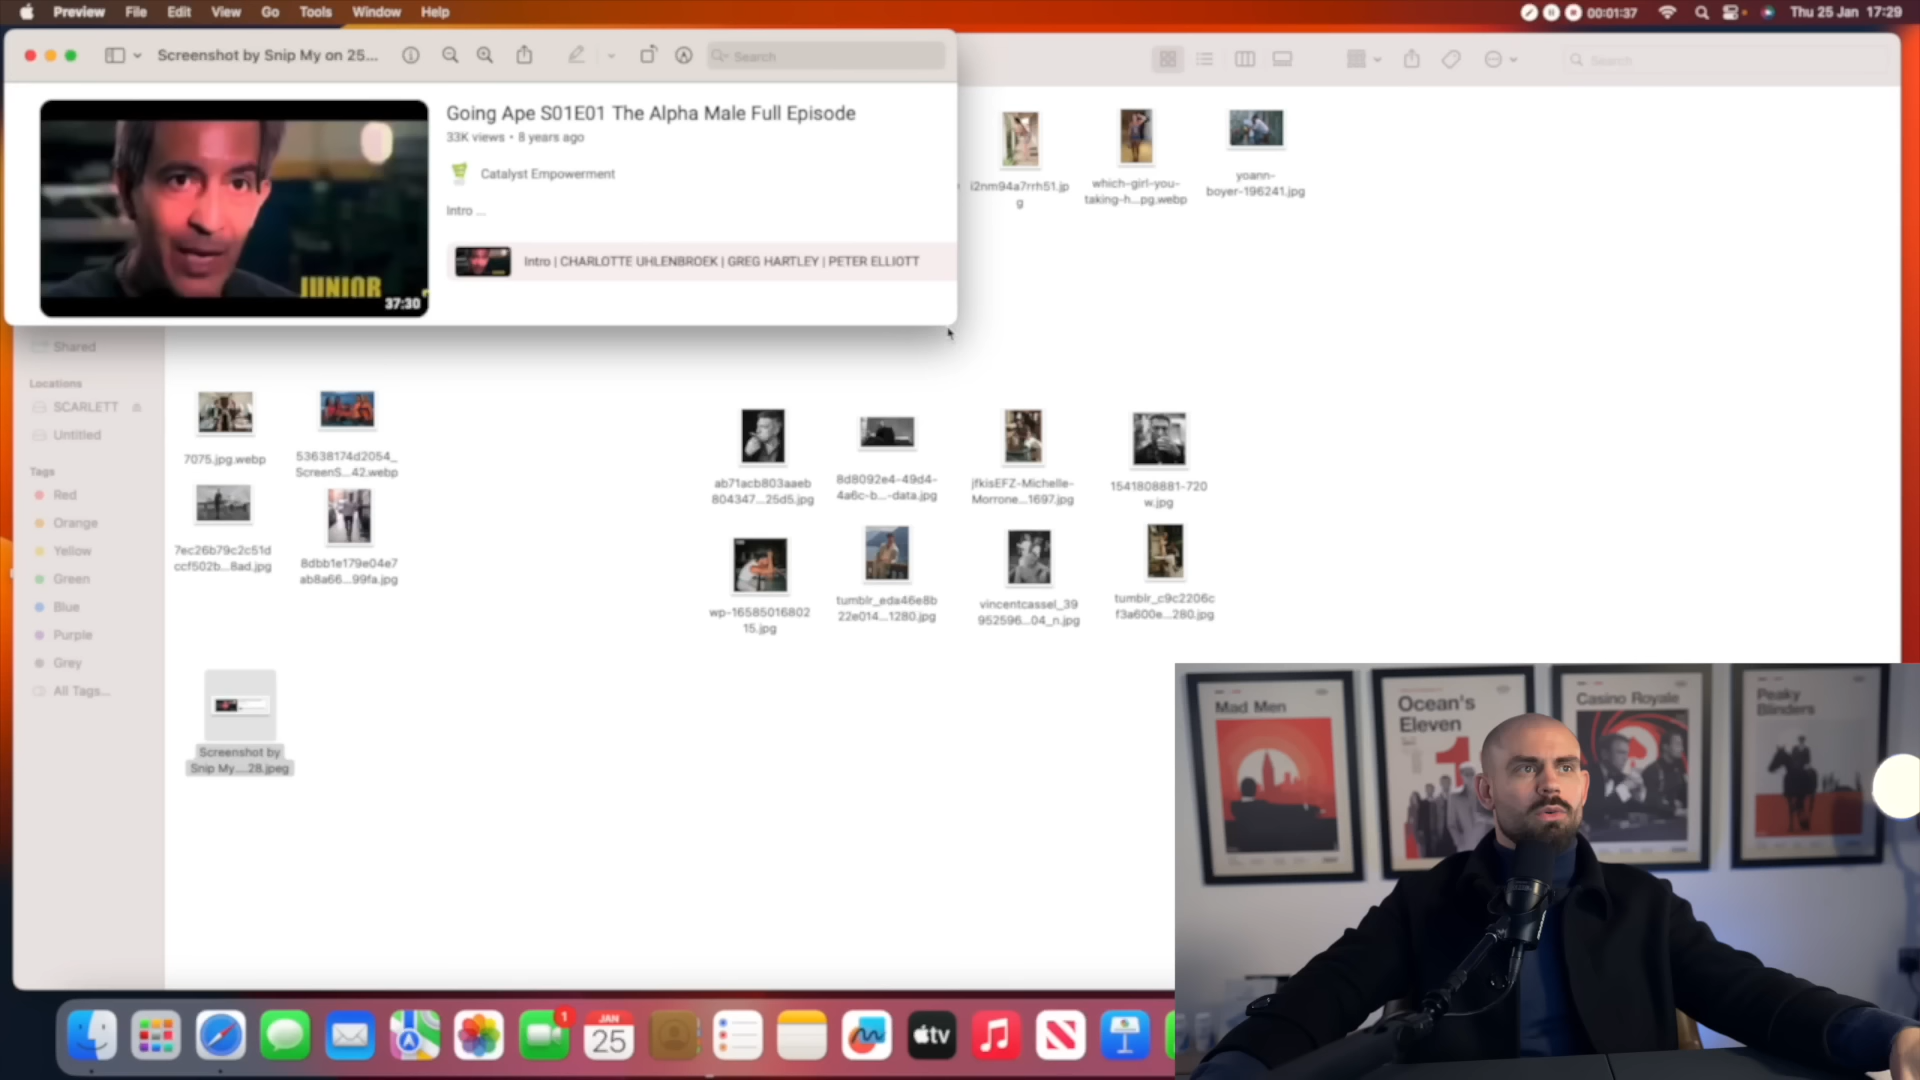 Preview File Edit View Go Tools Window Help
00:01:37
Thu 25 Jan 17:29
Screenshot by Snip My on 25...
Search
Search
Going Ape S01E01 The Alpha Male Full Episode
33K views • 8 years ago
Catalyst Empowerment
Intro ...
Intro | CHARLOTTE UHLENBROEK | GREG HARTLEY | PETER ELLIOTT
JUNIOR
37:30
i2nm94a7rrh51.jp
g
which-girl-you-
taking-h...pg.webp
yoann-
boyer-196241.jpg
Shared
Locations
SCARLETT
Untitled
Tags
Red
Orange
Yellow
Green
Blue
Purple
Grey
All Tags...
7075.jpg.webp
53638174d2054_
ScreenS...42.webp
7ec26b79c2c51d
ccf502b...8ad.jpg
8dbb1e179e04e7
ab8a66...99fa.jpg
ab71acb803aaeb
804347...25d5.jpg
8d8092e4-49d4-
4a6c-b...-data.jpg
jfkisEFZ-Michelle-
Morrone...1697.jpg
1541808881-720
w.jpg
wp-16585016802
15.jpg
tumblr_eda46e8b
22e014...1280.jpg
vincentcassel_39
952596...04_n.jpg
tumblr_c9c2206c
f3a600e...280.jpg
Screenshot by
Snip My....28.jpeg
Mad Men
Ocean's
Eleven
Casino Royale
Peaky
Blinders
1
JAN
25
tv